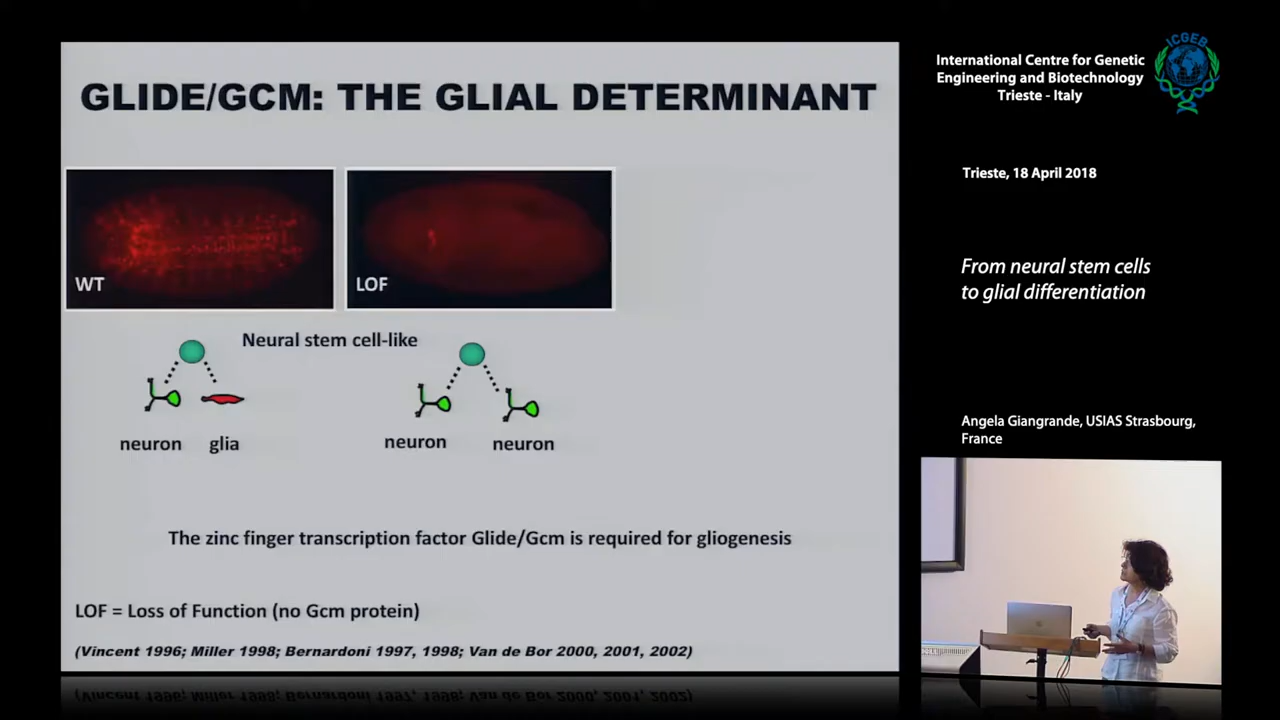 GLIDE/GCM: THE GLIAL DETERMINANT
WT
LOF
Neural stem cell-like
neuron
glia
neuron
neuron
The zinc finger transcription factor Glide/Gcm is required for gliogenesis
LOF = Loss of Function (no Gcm protein)
(Vincent 1996; Miller 1998; Bernardoni 1997, 1998; Van de Bor 2000, 2001, 2002)
International Centre for Genetic
Engineering and Biotechnology
Trieste - Italy
ICGEB
Trieste, 18 April 2018
From neural stem cells
to glial differentiation
Angela Giangrande, USIAS Strasbourg,
France